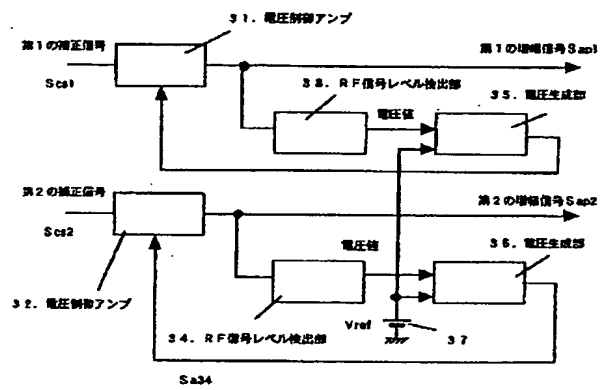 31. 電圧制御アンプ
第1の補正信号
第1の増幅信号Sap1
Scs1
33. RF信号レベル検出部
電圧値
35. 電圧生成部
第2の補正信号
第2の増幅信号Sap2
Scs2
電圧値
36. 電圧生成部
32. 電圧制御アンプ
34. RF信号レベル検出部
Vref
37
Sa34